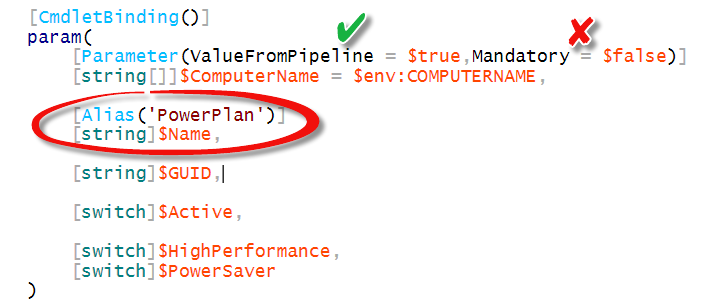 [CmdletBinding()]
param(
[Parameter(ValueFromPipeline = $true,Mandatory = $false)]
[string[]]$ComputerName = $env:COMPUTERNAME,
[Alias('PowerPlan')]
[string]$Name,
[string]$GUID,
[switch]$Active,
[switch]$HighPerformance,
[switch]$PowerSaver
)